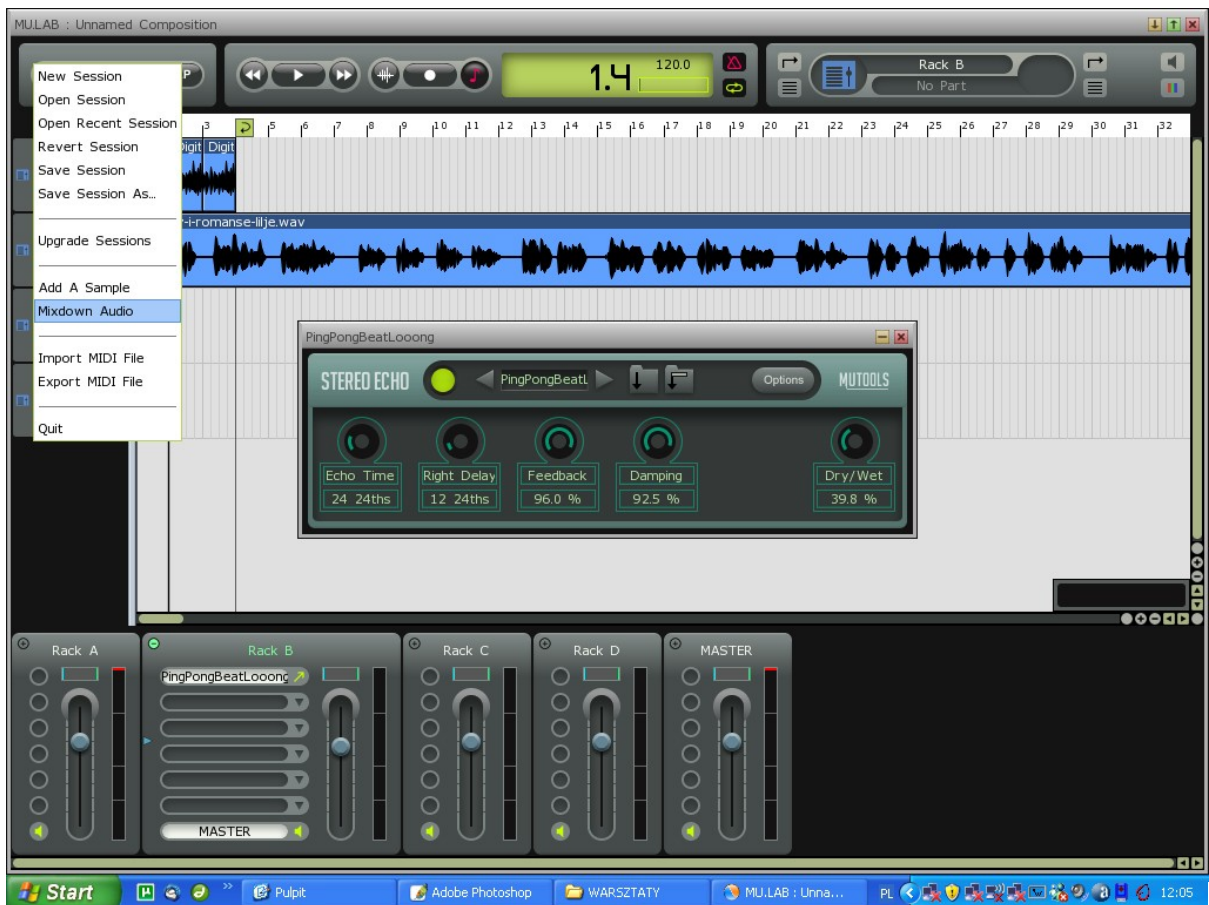 MU.LAB : Unnamed Composition
New Session
Open Session
Open Recent Session
Revert Session
Save Session
Save Session As...
Upgrade Sessions
Add A Sample
Mixdown Audio
Import MIDI File
Export MIDI File
Quit
P
1.4 120.0
Rack B
No Part
3 5 6 7 8 9 10 11 12 13 14 15 16 17 18 19 20 21 22 23 24 25 26 27 28 29 30 31 32
Digit Digit
-i-romanse-lilje.wav
PingPongBeatLooong
STEREO ECHO PingPongBeatL Options MUTOOLS
Echo Time Right Delay Feedback Damping Dry/Wet
24 24ths 12 24ths 96.0 % 92.5 % 39.8 %
Rack A Rack B Rack C Rack D MASTER
PingPongBeatLooong
MASTER
Start Pulpit Adobe Photoshop WARSZTATY MU.LAB : Unna... PL 12:05